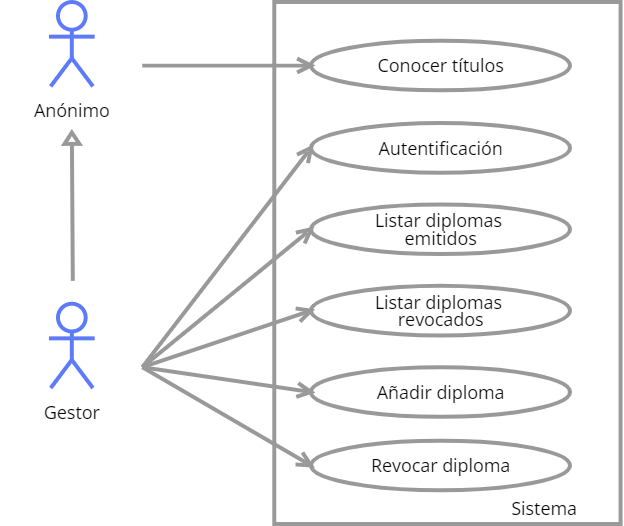 Anónimo
Conocer títulos
Autentificación
Listar diplomas
emitidos
Listar diplomas
revocados
Añadir diploma
Gestor
Revocar diploma
Sistema